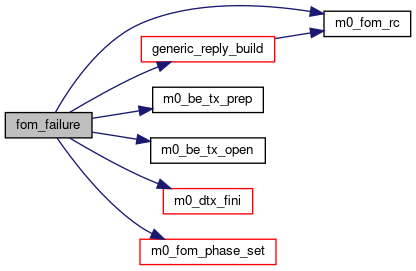 m0_fom_rc
generic_reply_build
m0_be_tx_prep
fom_failure
m0_be_tx_open
m0_dtx_fini
m0_fom_phase_set